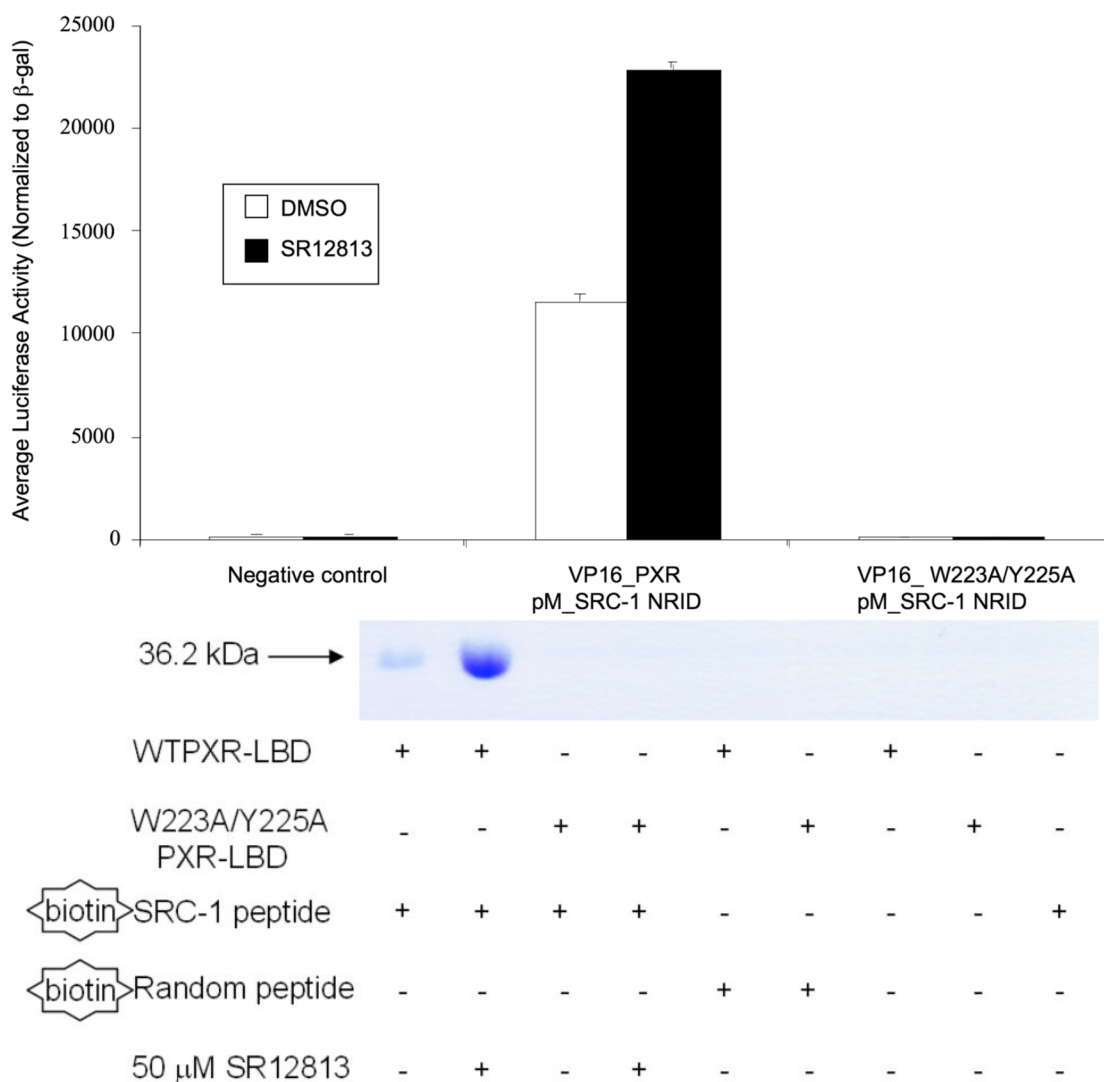 Average Luciferase Activity (Normalized to β-gal)
25000
20000
15000
10000
5000
0
DMSO
SR12813
Negative control
VP16_PXR
pM_SRC-1 NRID
VP16_ W223A/Y225A
pM_SRC-1 NRID
36.2 kDa
WTPXR-LBD + + - - + - + - -
W223A/Y225A
PXR-LBD
- - + + - + - + -
biotin SRC-1 peptide + + + + - - - - +
biotin Random peptide - - - - + + - - -
50 μM SR12813 - + - + - - - - -